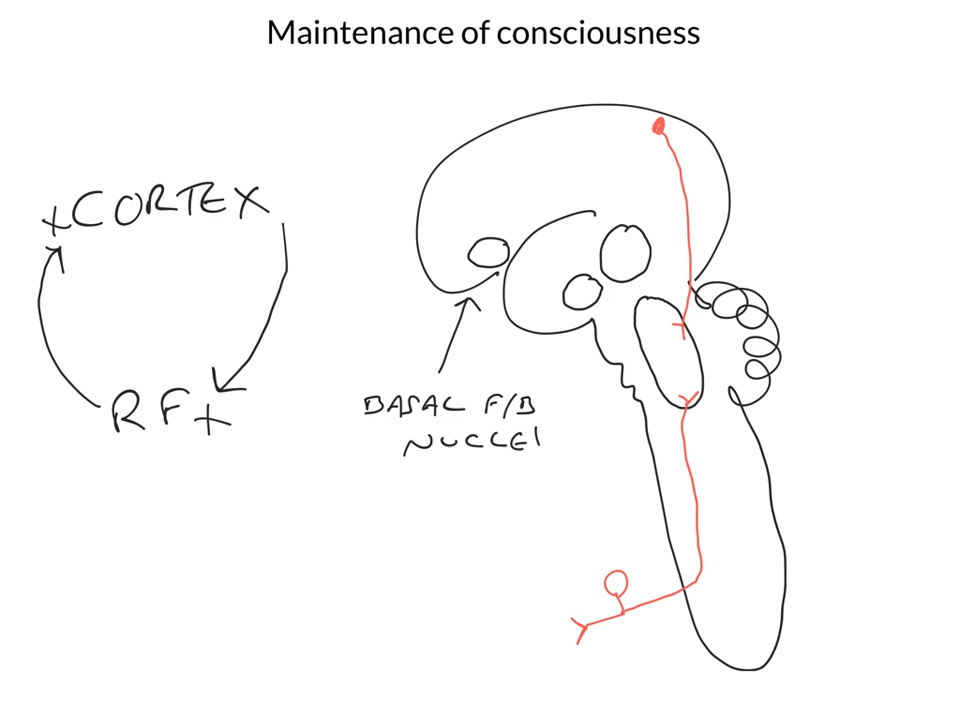 Maintenance of consciousness
+CORTEX
RF+
BASAL F/B
NUCLEI